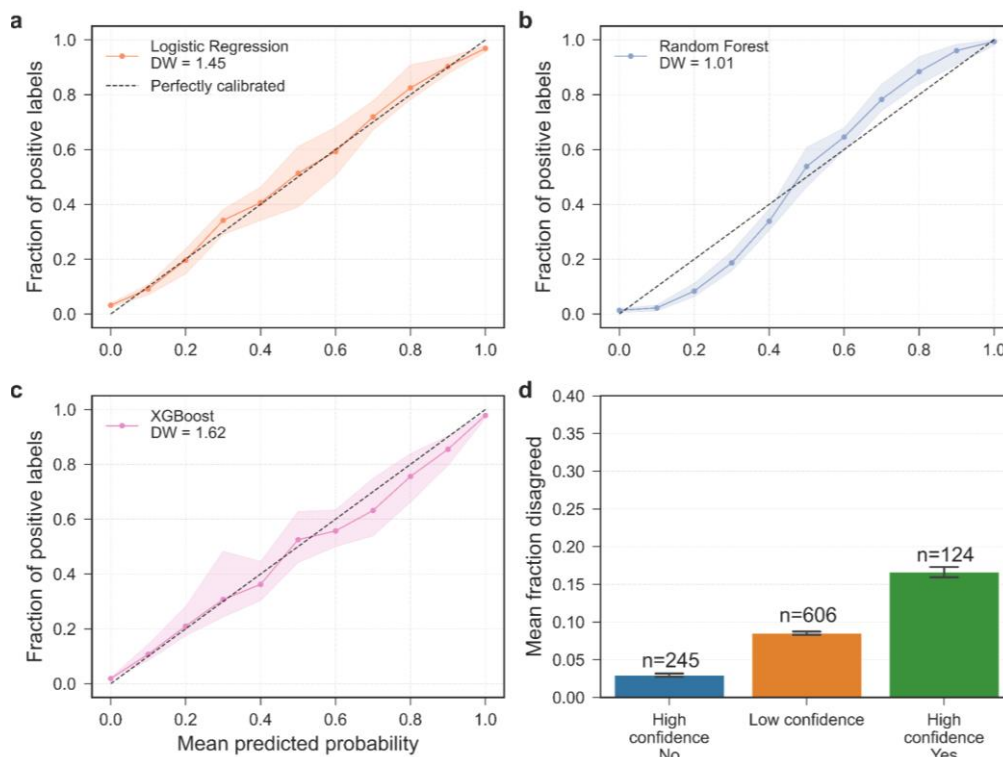 a
Logistic Regression
DW = 1.45
Perfectly calibrated
Fraction of positive labels
1.0
0.8
0.6
0.4
0.2
0.0
0.0 0.2 0.4 0.6 0.8 1.0
b
Random Forest
DW = 1.01
Fraction of positive labels
1.0
0.8
0.6
0.4
0.2
0.0
0.0 0.2 0.4 0.6 0.8 1.0
c
XGBoost
DW = 1.62
Fraction of positive labels
1.0
0.8
0.6
0.4
0.2
0.0
0.0 0.2 0.4 0.6 0.8 1.0
Mean predicted probability
d
Mean fraction disagreed
0.40
0.35
0.30
0.25
0.20
0.15
0.10
0.05
0.00
n=245
n=606
n=124
High
confidence
No
Low confidence
High
confidence
Yes